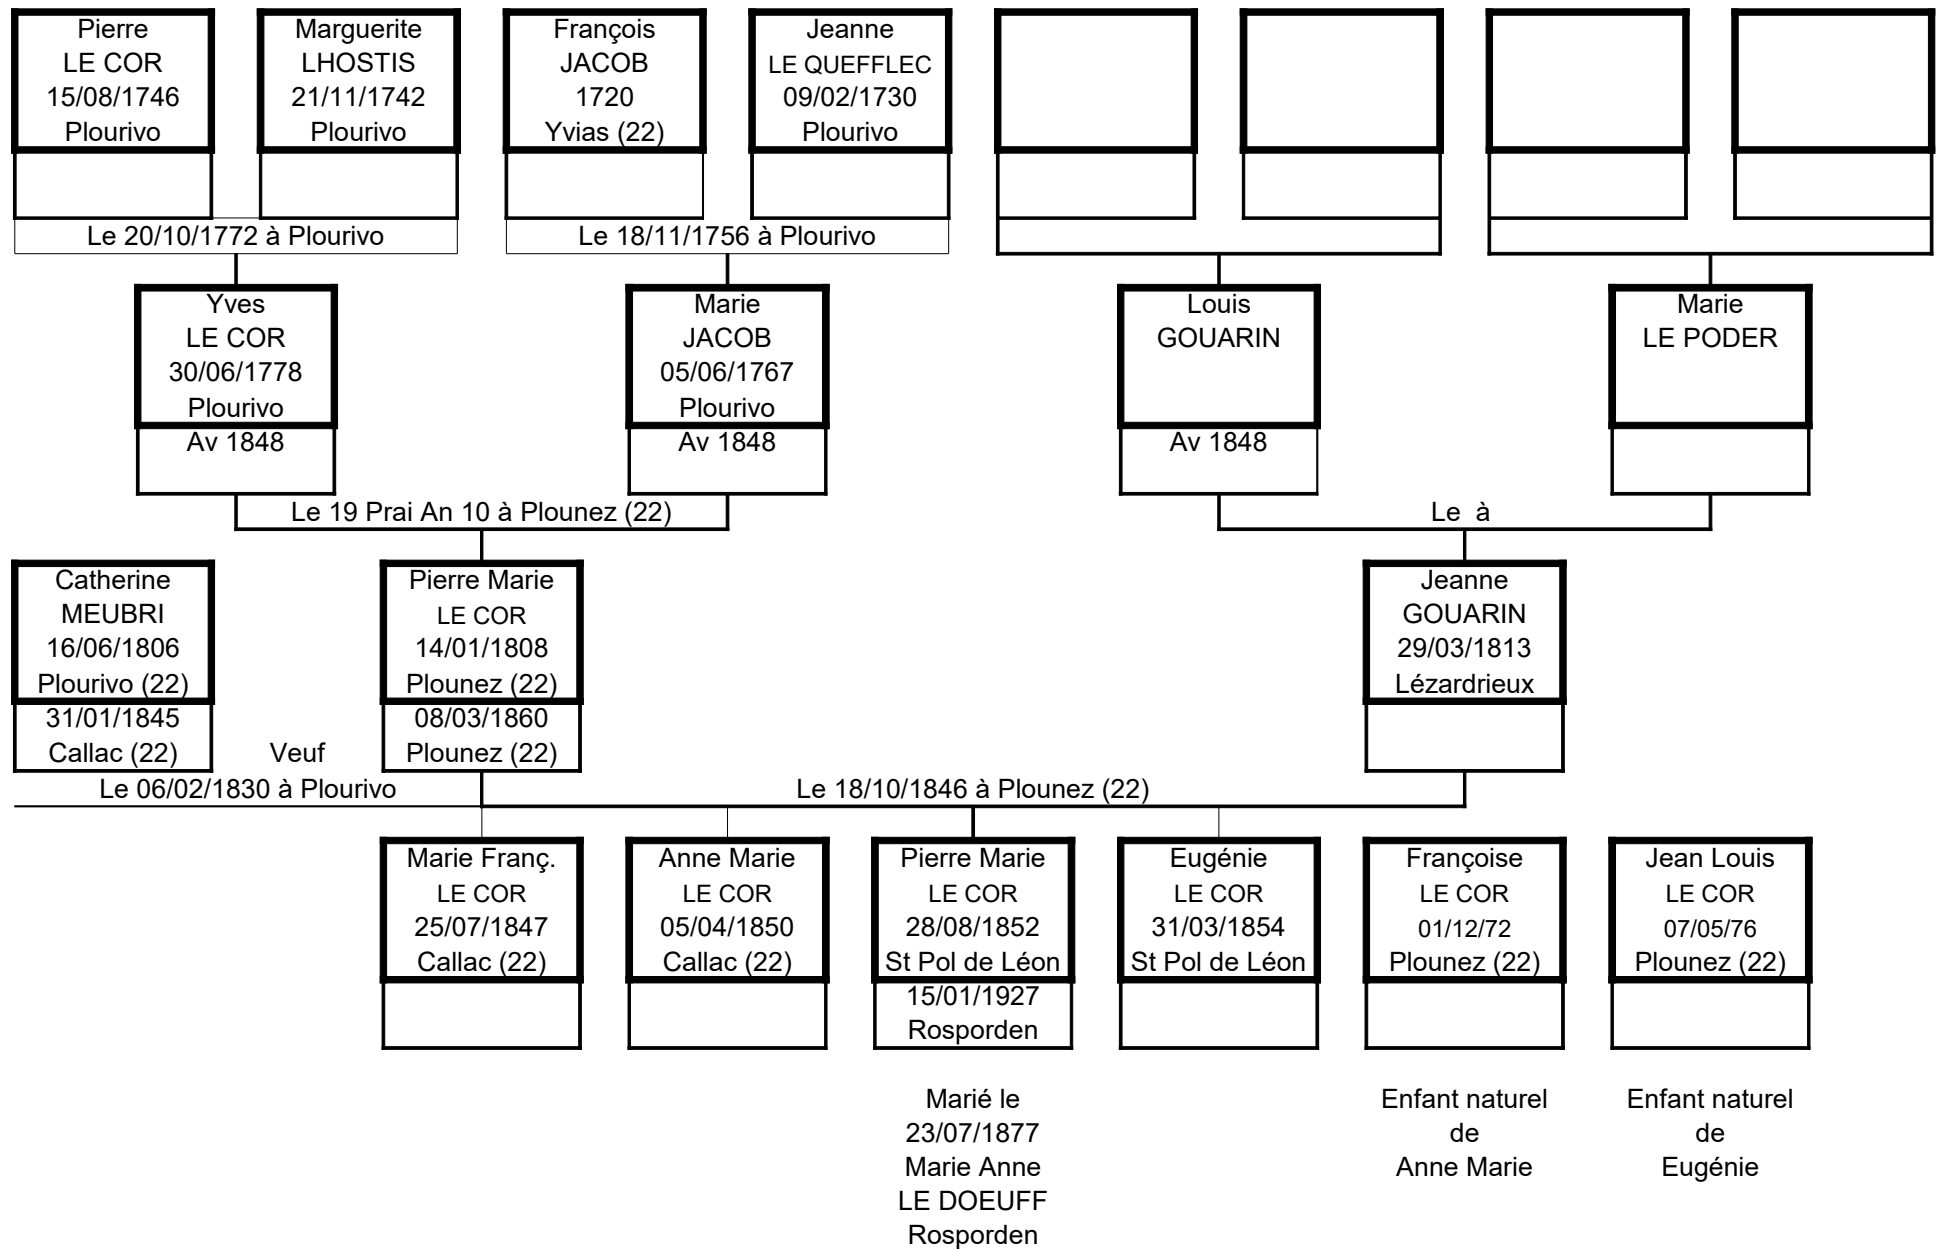 Pierre
LE COR
15/08/1746
Plourivo
Marguerite
LHOSTIS
21/11/1742
Plourivo
François
JACOB
1720
Yvias (22)
Jeanne
LE QUEFFLEC
09/02/1730
Plourivo
Le 20/10/1772 à Plourivo
Le 18/11/1756 à Plourivo
Yves
LE COR
30/06/1778
Plourivo
Av 1848
Marie
JACOB
05/06/1767
Plourivo
Av 1848
Louis
GOUARIN
Av 1848
Marie
LE PODER
Le 19 Prai An 10 à Plounez (22)
Le à
Catherine
MEUBRI
16/06/1806
Plourivo (22)
31/01/1845
Callac (22)
Veuf
Pierre Marie
LE COR
14/01/1808
Plounez (22)
08/03/1860
Plounez (22)
Jeanne
GOUARIN
29/03/1813
Lézardrieux
Le 06/02/1830 à Plourivo
Le 18/10/1846 à Plounez (22)
Marie Franç.
LE COR
25/07/1847
Callac (22)
Anne Marie
LE COR
05/04/1850
Callac (22)
Pierre Marie
LE COR
28/08/1852
St Pol de Léon
15/01/1927
Rosporden
Marié le
23/07/1877
Marie Anne
LE DOEUFF
Rosporden
Eugénie
LE COR
31/03/1854
St Pol de Léon
Françoise
LE COR
01/12/72
Plounez (22)
Enfant naturel
de
Anne Marie
Jean Louis
LE COR
07/05/76
Plounez (22)
Enfant naturel
de
Eugénie